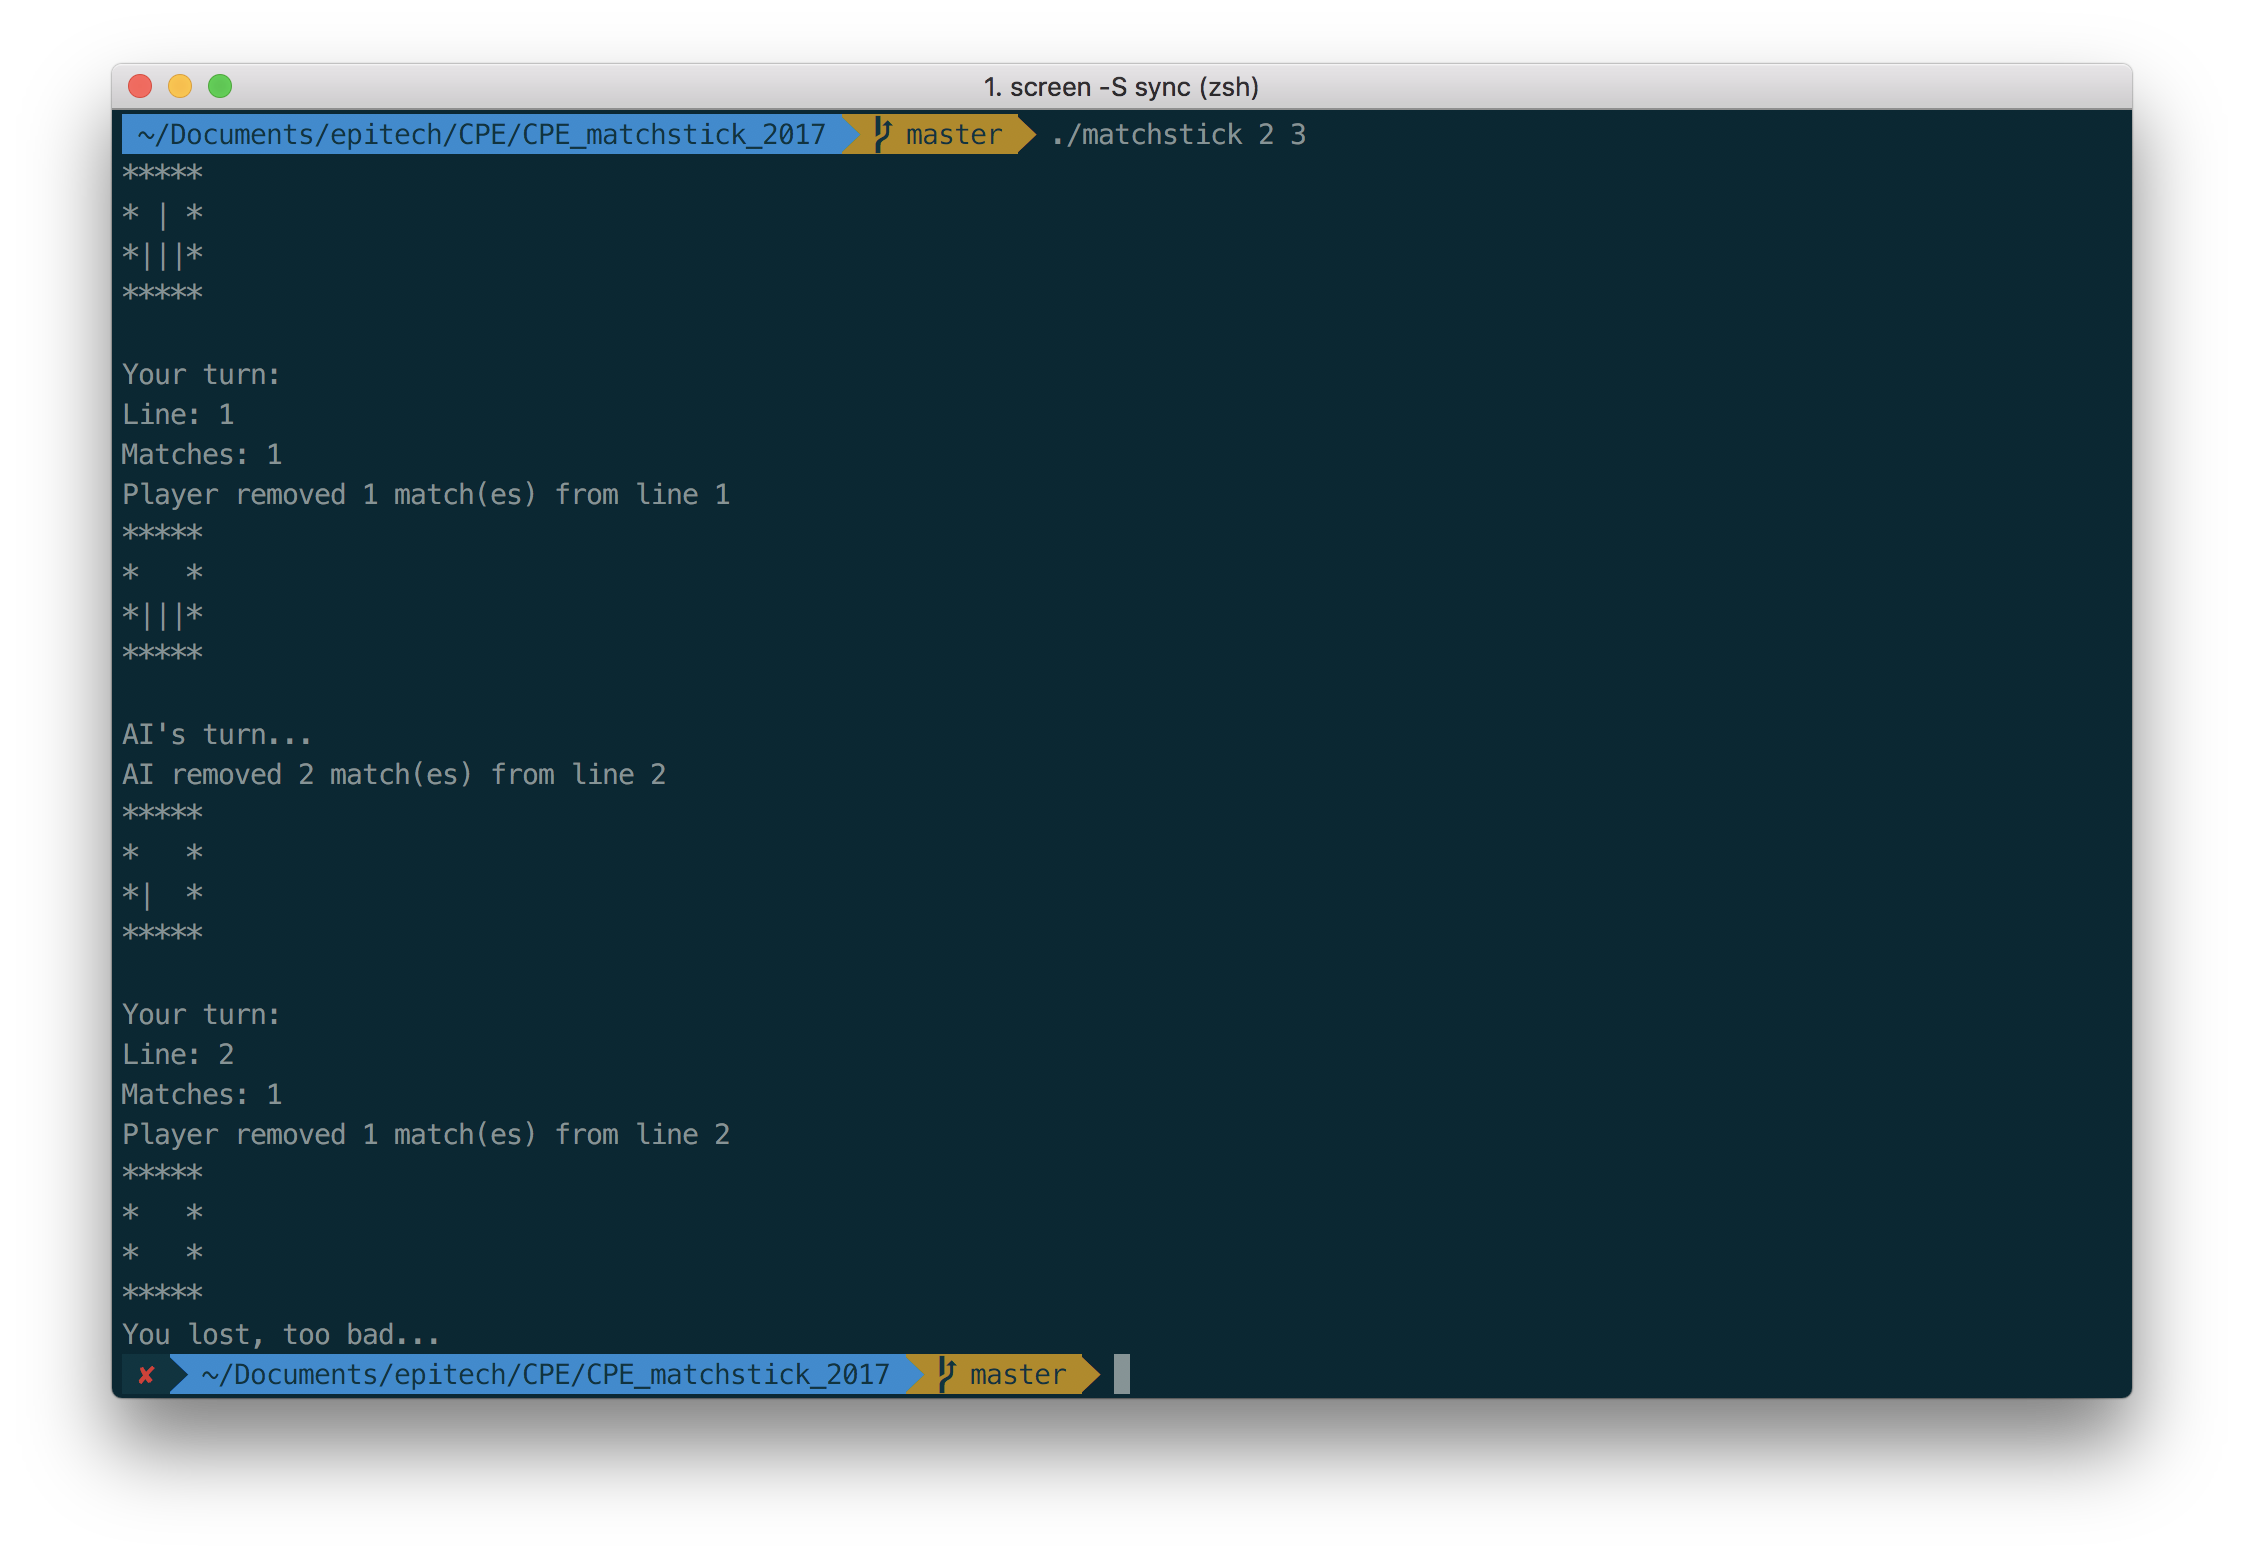 1. screen -S sync (zsh)
~/Documents/epitech/CPE/CPE_matchstick_2017 master ./matchstick 2 3
*****
* | *
*|||*
*****
Your turn:
Line: 1
Matches: 1
Player removed 1 match(es) from line 1
*****
*   *
*|||*
*****
AI's turn...
AI removed 2 match(es) from line 2
*****
*   *
*|  *
*****
Your turn:
Line: 2
Matches: 1
Player removed 1 match(es) from line 2
*****
*   *
*   *
*****
You lost, too bad...
✘ ~/Documents/epitech/CPE/CPE_matchstick_2017 master